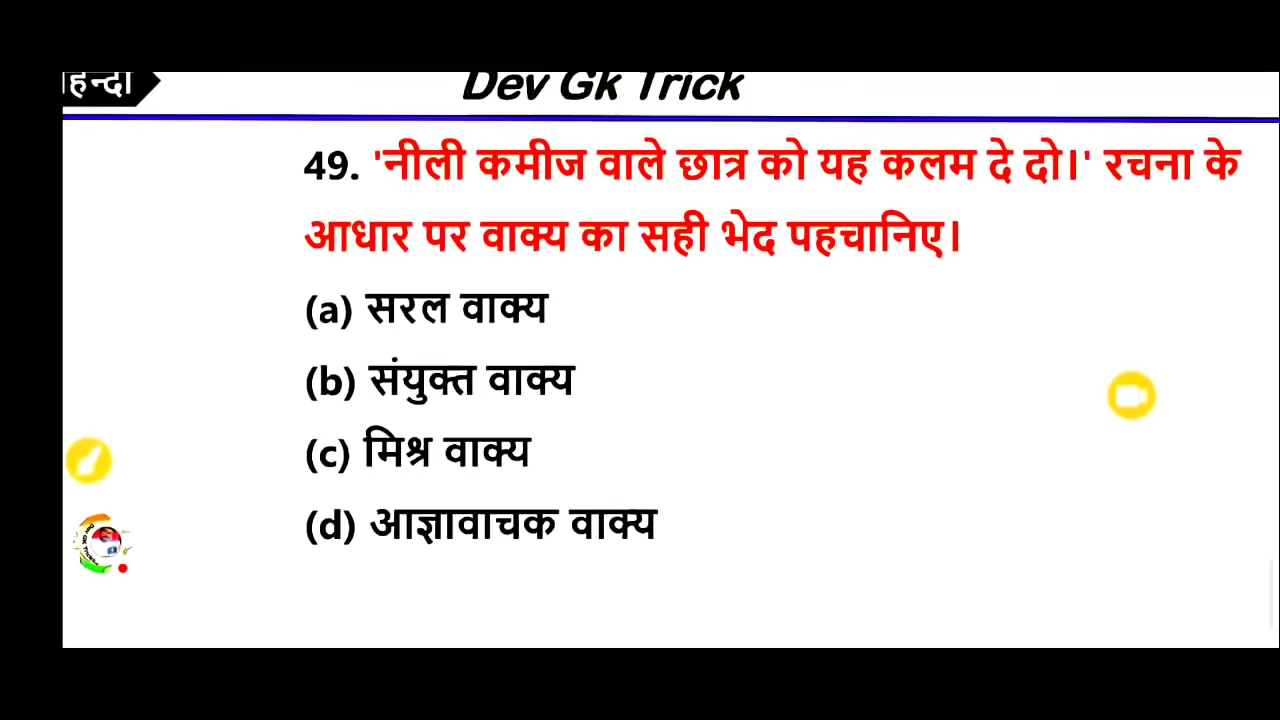 हिन्दी
Dev Gk Trick
49. 'नीली कमीज वाले छात्र को यह कलम दे दो।' रचना के
आधार पर वाक्य का सही भेद पहचानिए।
(a) सरल वाक्य
(b) संयुक्त वाक्य
(c) मिश्र वाक्य
(d) आज्ञावाचक वाक्य